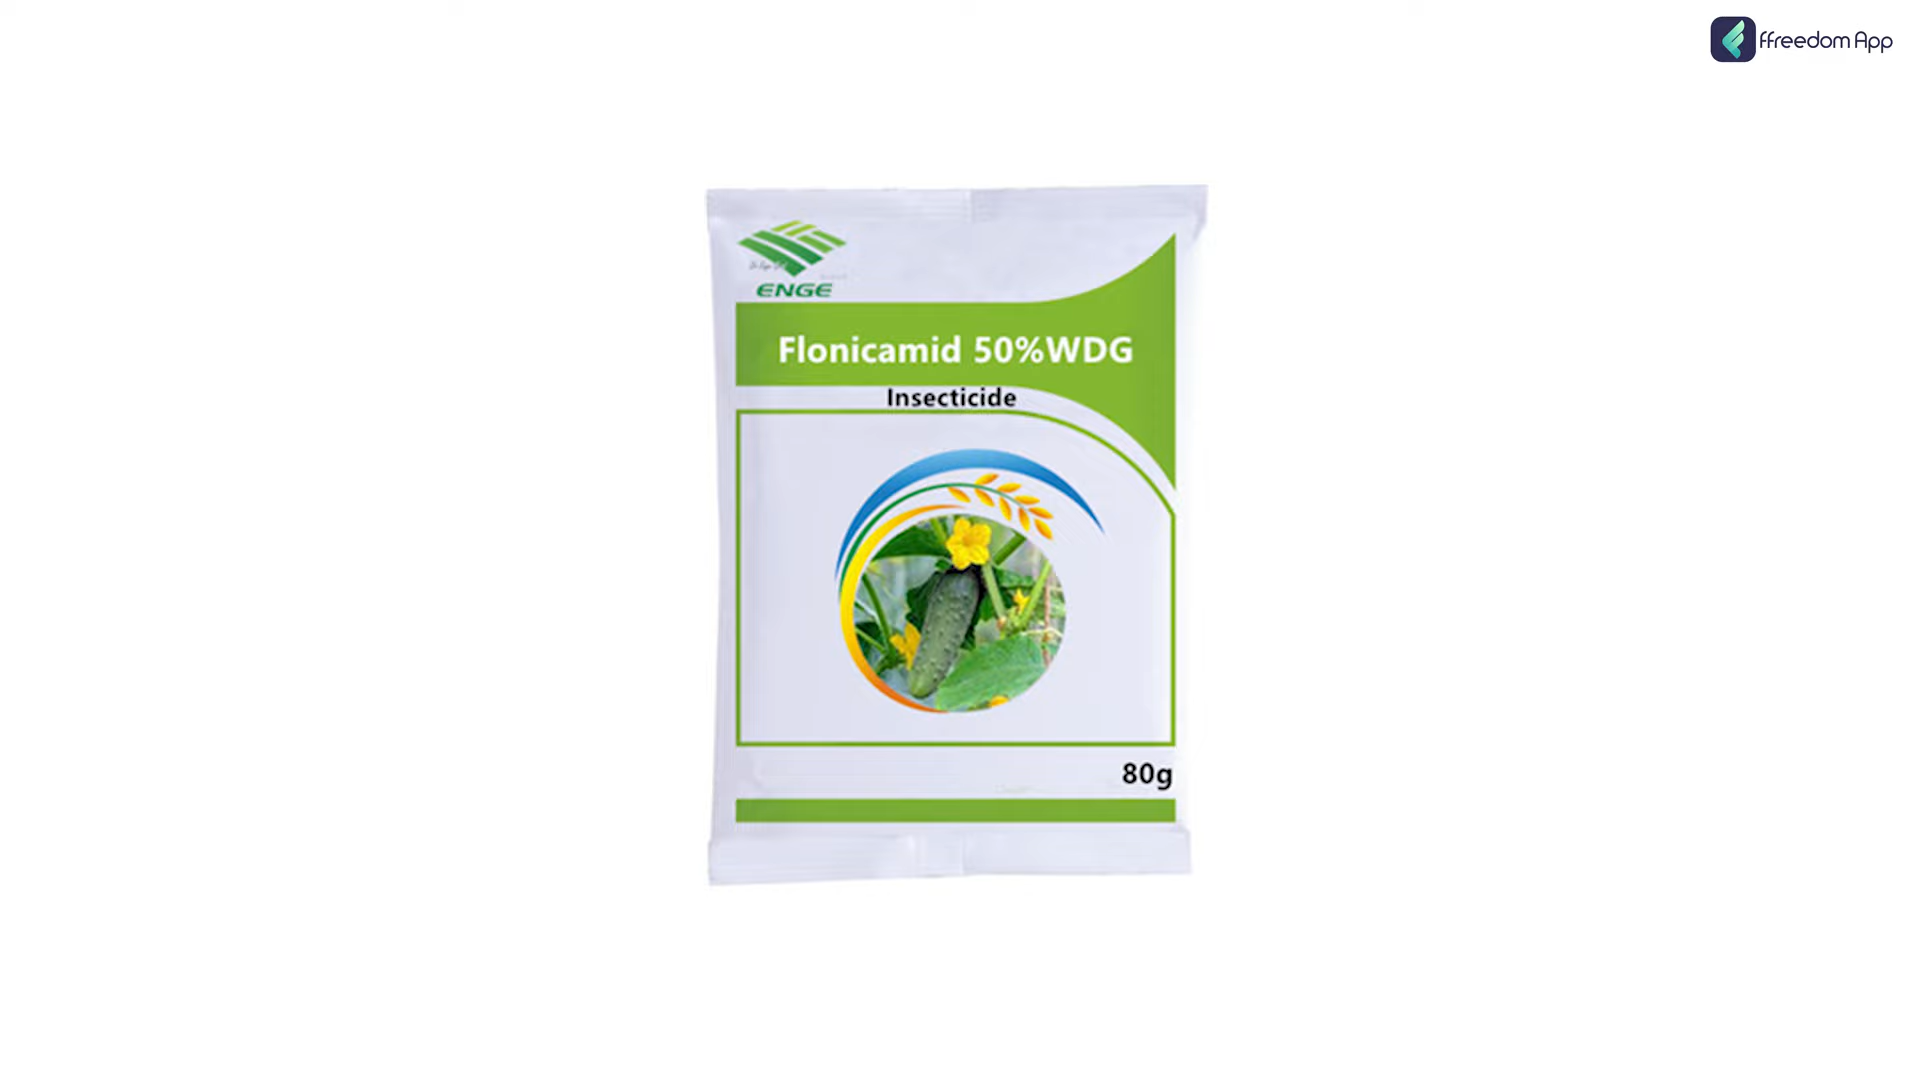 ffreedom App
ENGE
Flonicamid 50%WDG
Insecticide
80g